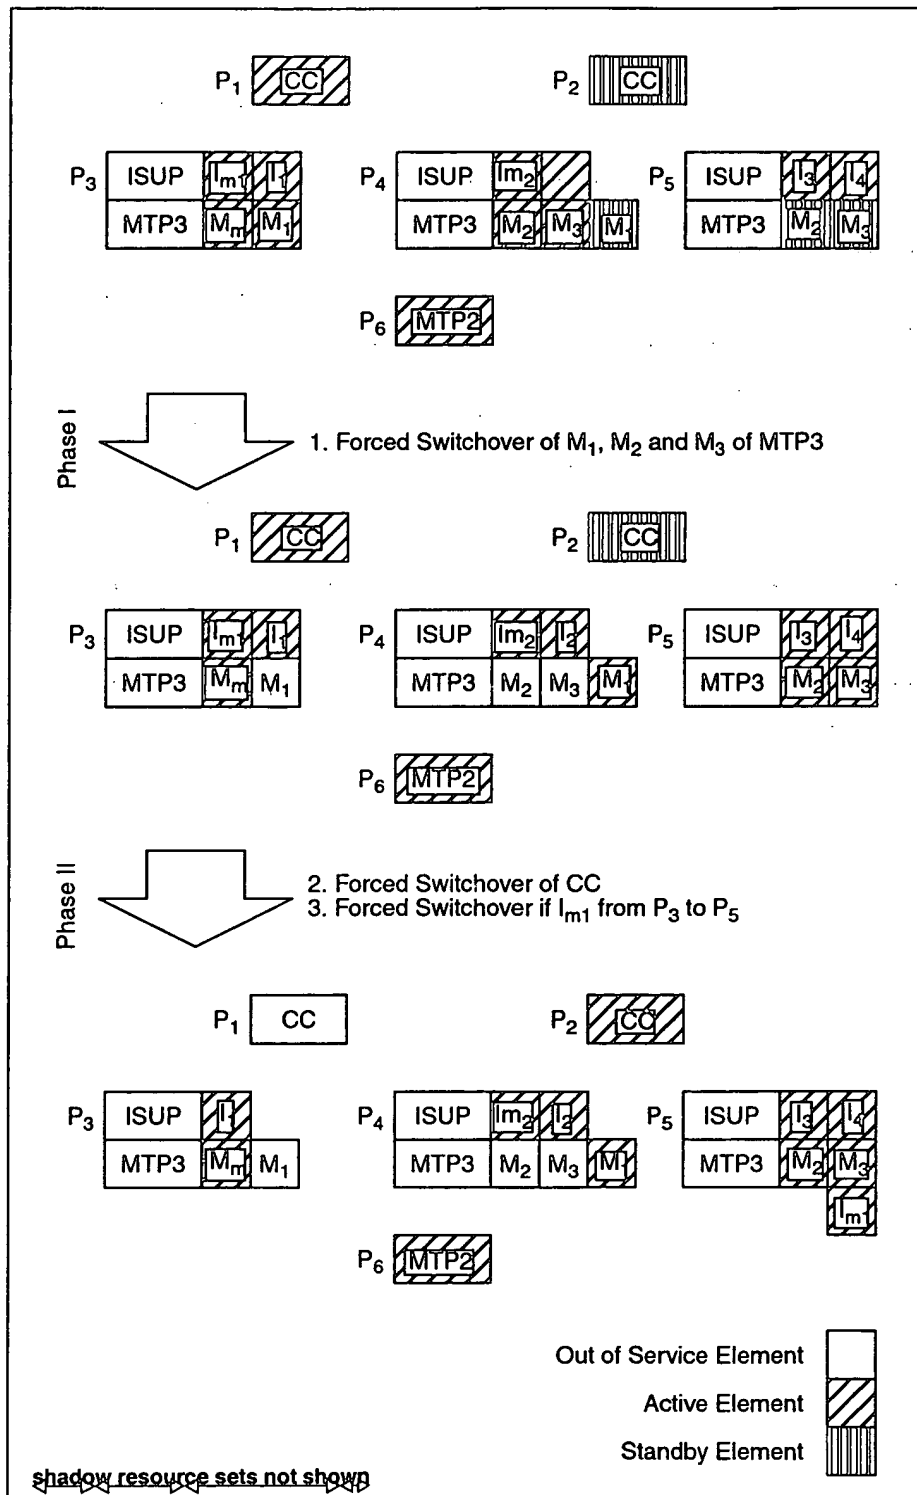 P1 CC P2 CC
P3 ISUP Im1 I1 P4 ISUP Im2 P5 ISUP I3 I4
MTP3 Mm M1 MTP3 M2 M3 M1 MTP3 M2 M3
P6 MTP2
Phase I
1. Forced Switchover of M1, M2 and M3 of MTP3
P1 CC P2 CC
P3 ISUP Im1 I1 P4 ISUP Im2 I2 P5 ISUP I3 I4
MTP3 Mm M1 MTP3 M2 M3 M1 MTP3 M2 M3
P6 MTP2
Phase II
2. Forced Switchover of CC
3. Forced Switchover if Im1 from P3 to P5
P1 CC P2 CC
P3 ISUP I1 P4 ISUP Im2 I2 P5 ISUP I3 I4
MTP3 Mm M1 MTP3 M2 M3 M1 MTP3 M2 M3
Im1
P6 MTP2
Out of Service Element
Active Element
Standby Element
shadow resource sets not shown